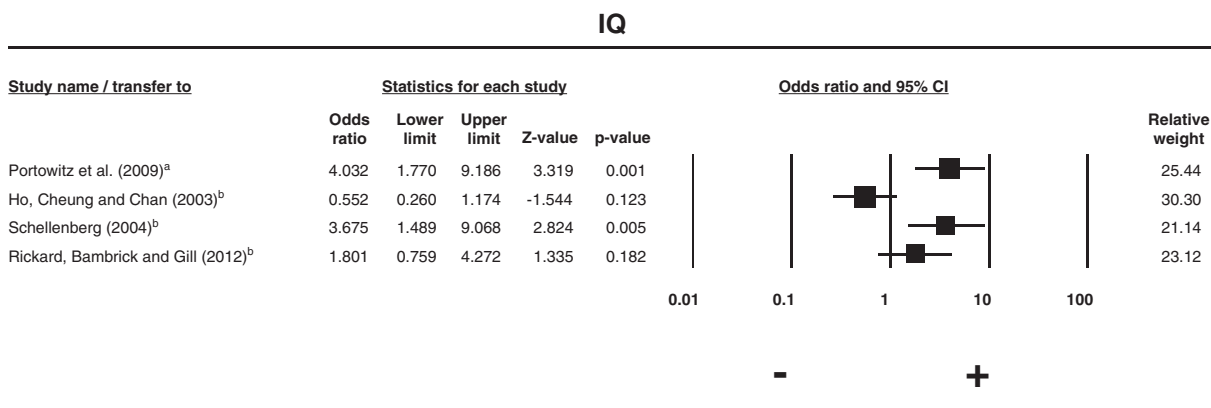 IQ
Study name / transfer to Statistics for each study Odds ratio and 95% CI
Odds ratio Lower limit Upper limit Z-value p-value Relative weight
Portowitz et al. (2009)a 4.032 1.770 9.186 3.319 0.001 25.44
Ho, Cheung and Chan (2003)b 0.552 0.260 1.174 -1.544 0.123 30.30
Schellenberg (2004)b 3.675 1.489 9.068 2.824 0.005 21.14
Rickard, Bambrick and Gill (2012)b 1.801 0.759 4.272 1.335 0.182 23.12
0.01 0.1 1 10 100
- +